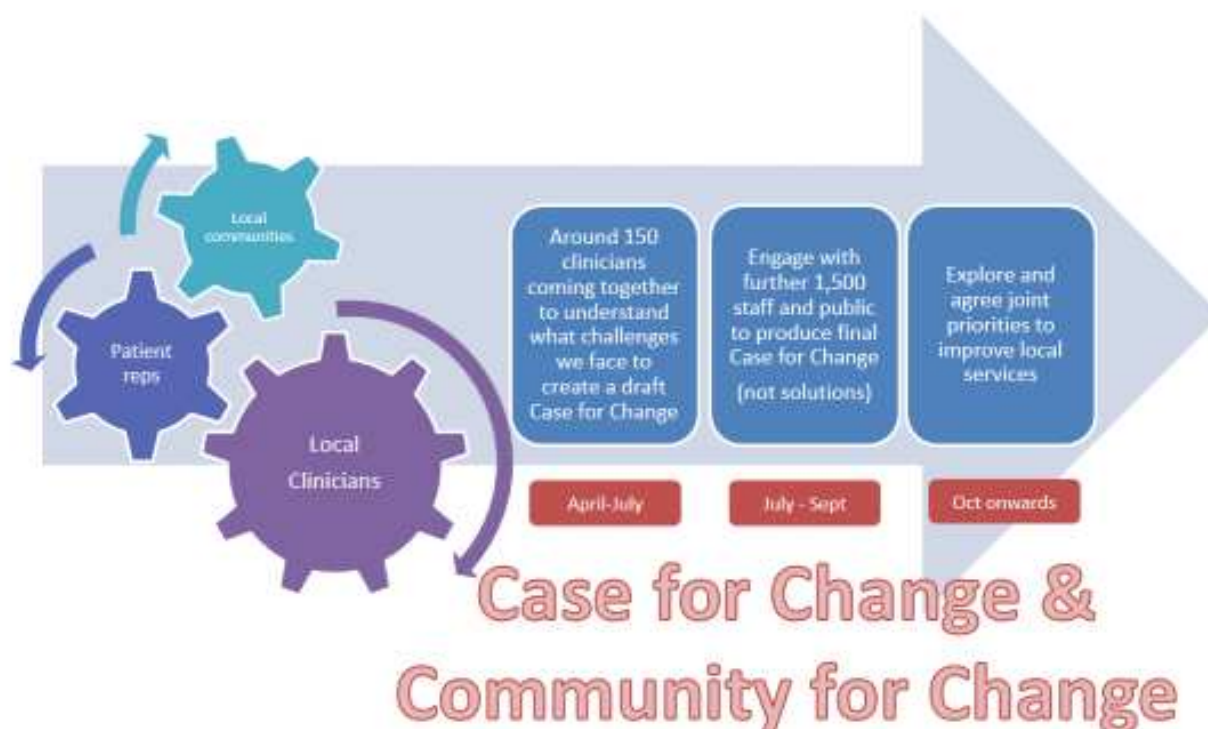 Local
communities
Patient
reps
Local
Clinicians
Around 150
clinicians
coming together
to understand
what challenges
we face to
create a draft
Case for Change
Engage with
further 1,500
staff and public
to produce final
Case for Change
(not solutions)
Explore and
agree joint
priorities to
improve local
services
April-July
July - Sept
Oct onwards
Case for Change &
Community for Change